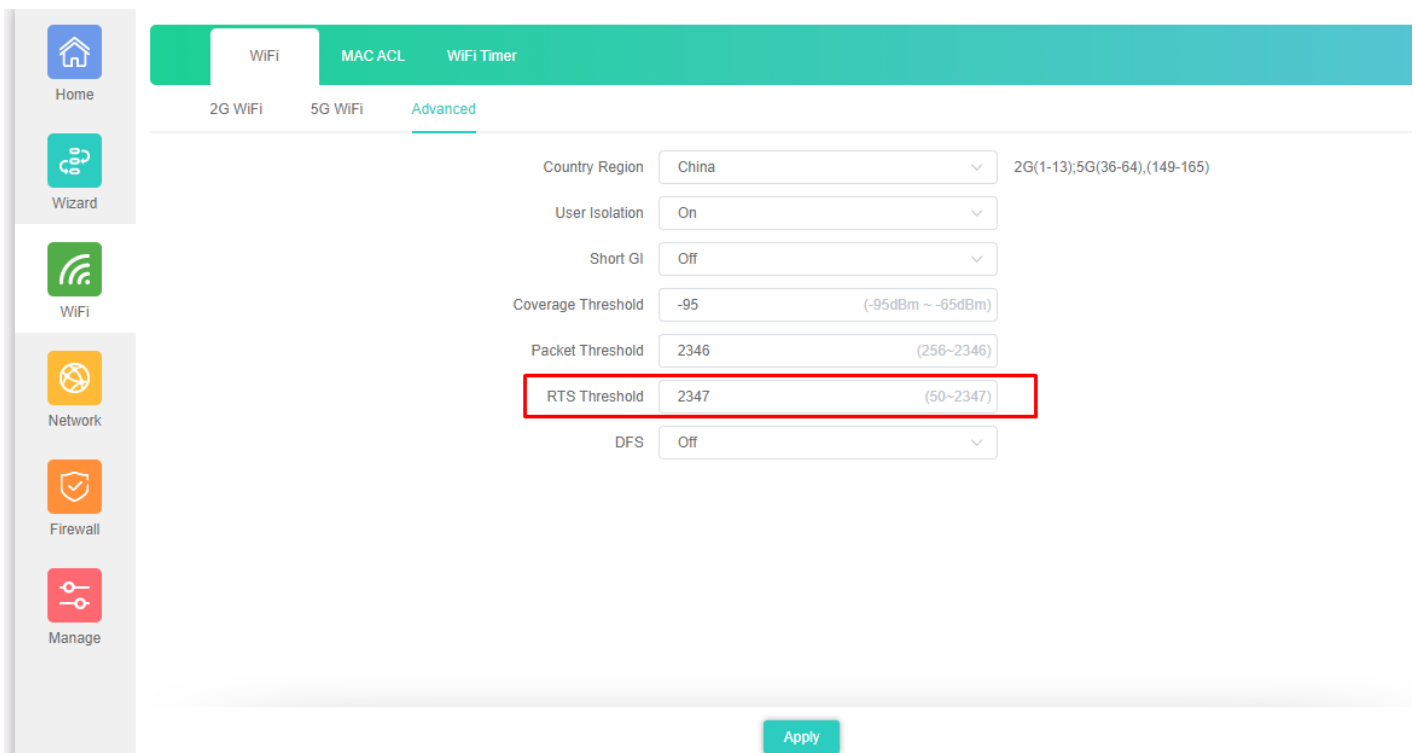 Home
Wizard
WiFi
Network
Firewall
Manage
WiFi MAC ACL WiFi Timer
2G WiFi 5G WiFi Advanced
Country Region China 2G(1-13);5G(36-64),(149-165)
User Isolation On
Short GI Off
Coverage Threshold -95 (-95dBm ~ -65dBm)
Packet Threshold 2346 (256~2346)
RTS Threshold 2347 (50~2347)
DFS Off
Apply